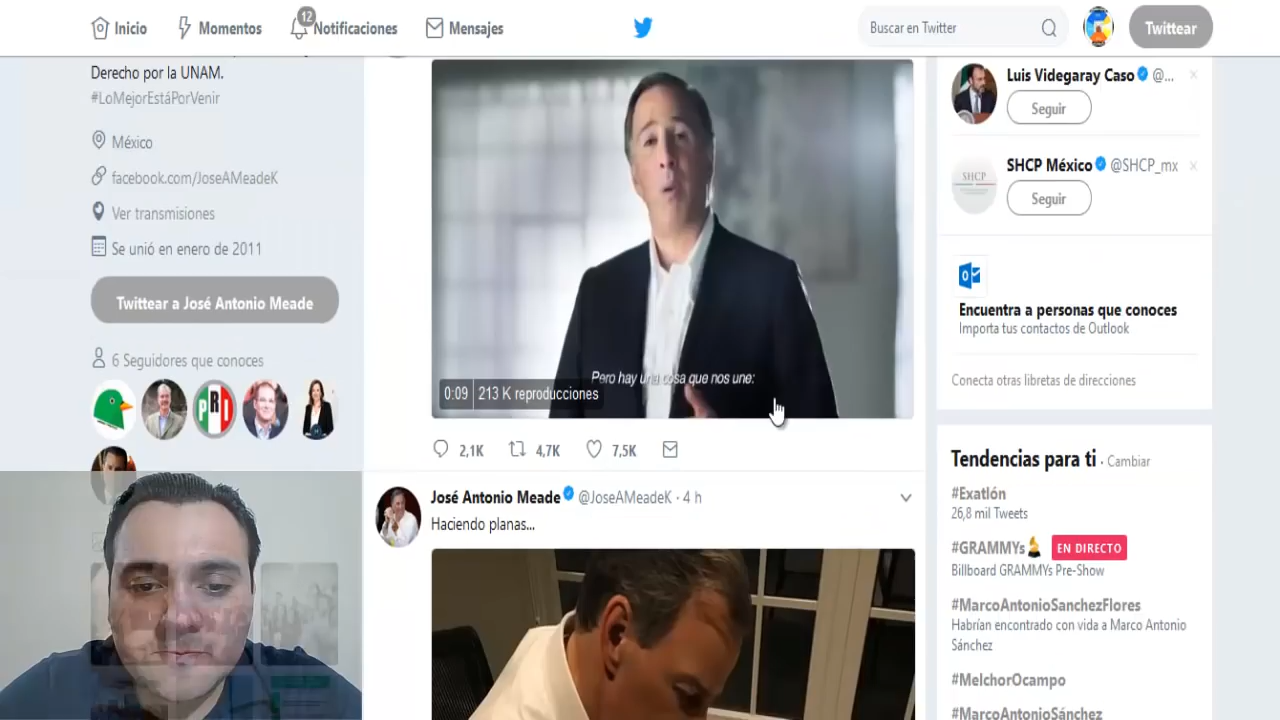 Inicio
Momentos
12
Notificaciones
Mensajes
Buscar en Twitter
Twittear
Derecho por la UNAM.
#LoMejorEstáPorVenir
México
facebook.com/JoseAMeadeK
Ver transmisiones
Se unió en enero de 2011
Twittear a José Antonio Meade
6 Seguidores que conoces
PRI
Pero hay una cosa que nos une:
0:09 213 K reproducciones
2,1K 4,7K 7,5K
José Antonio Meade @JoseAMeadeK · 4 h
Haciendo planas...
Luis Videgaray Caso @...
Seguir
SHCP
SHCP México @SHCP_mx
Seguir
Encuentra a personas que conoces
Importa tus contactos de Outlook
Conecta otras libretas de direcciones
Tendencias para ti · Cambiar
#Exatlón
26,8 mil Tweets
#GRAMMYs EN DIRECTO
Billboard GRAMMYs Pre-Show
#MarcoAntonioSanchezFlores
Habrían encontrado con vida a Marco Antonio
Sánchez
#MelchorOcampo
#MarcoAntonioSánchez